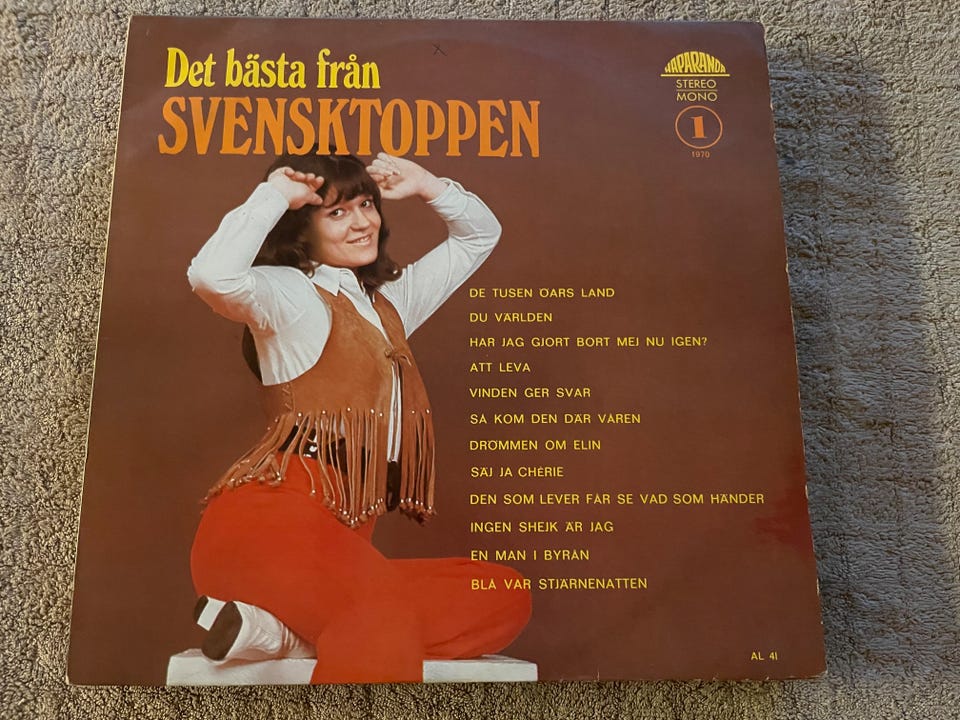 Det bästa från
SVENSKTOPPEN
HAPARANDA
STEREO
MONO
1
1970
DE TUSEN ÖARS LAND
DU VÄRLDEN
HAR JAG GJORT BORT MEJ NU IGEN?
ATT LEVA
VINDEN GER SVAR
SÅ KOM DEN DÄR VÅREN
DRÖMMEN OM ELIN
SÄJ JA CHÉRIE
DEN SOM LEVER FÅR SE VAD SOM HÄNDER
INGEN SHEJK ÄR JAG
EN MAN I BYRÅN
BLÅ VAR STJÄRNENATTEN
AL 41